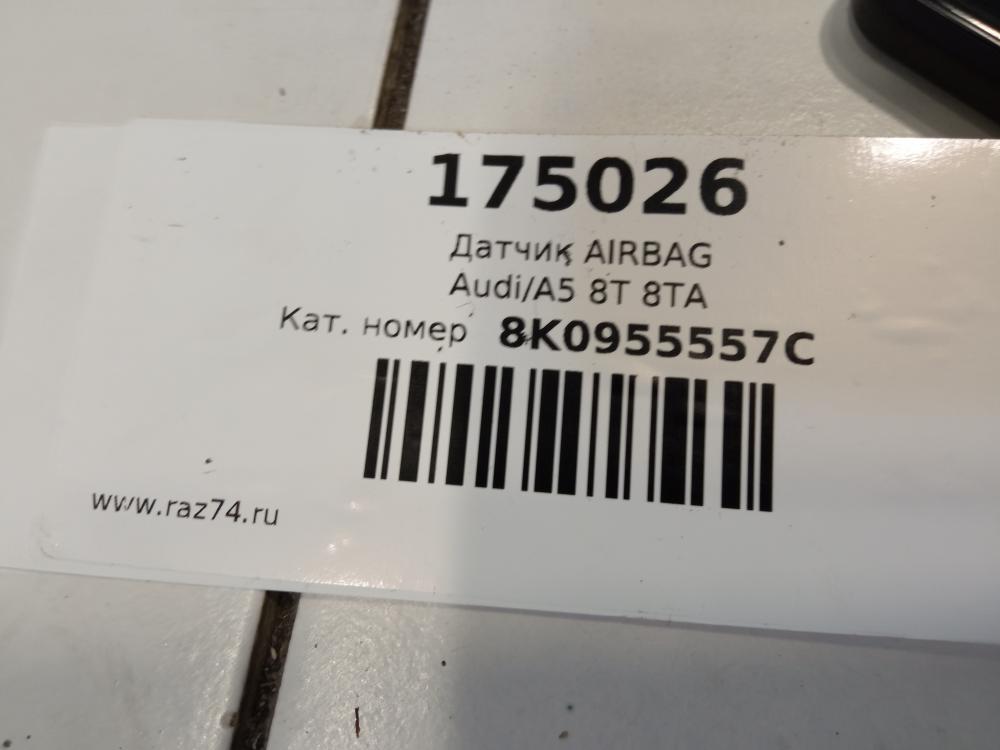 175026
Датчик AIRBAG
Audi/A5 8T 8TA
Кат. номер 8K0955557C
www.raz74.ru